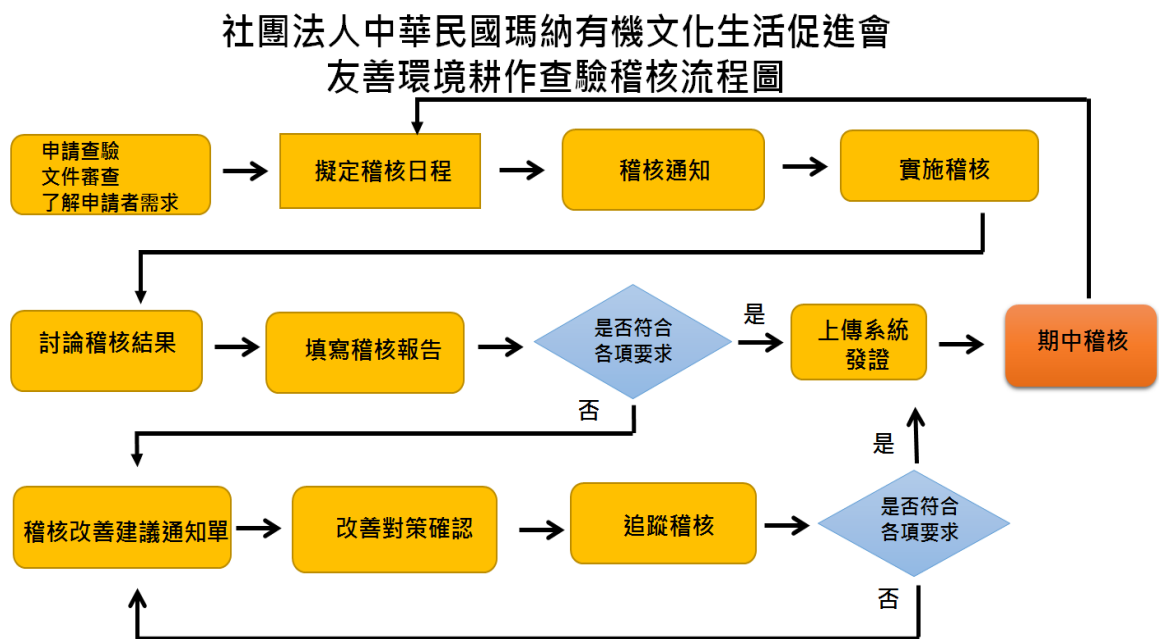 社團法人中華民國瑪納有機文化生活促進會
友善環境耕作查驗稽核流程圖
申請查驗
文件審查
了解申請者需求
擬定稽核日程
稽核通知
實施稽核
討論稽核結果
填寫稽核報告
是否符合
各項要求
是
上傳系統
發證
期中稽核
否
稽核改善建議通知單
改善對策確認
追蹤稽核
是否符合
各項要求
是
否